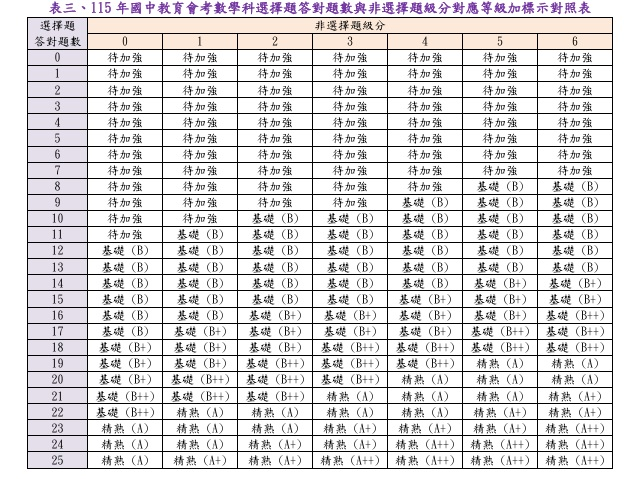 表三、115 年國中教育會考數學科選擇題答對題數與非選擇題級分對應等級加標示對照表
選擇題答對題數 非選擇題級分
0 1 2 3 4 5 6
0 待加強 待加強 待加強 待加強 待加強 待加強 待加強
1 待加強 待加強 待加強 待加強 待加強 待加強 待加強
2 待加強 待加強 待加強 待加強 待加強 待加強 待加強
3 待加強 待加強 待加強 待加強 待加強 待加強 待加強
4 待加強 待加強 待加強 待加強 待加強 待加強 待加強
5 待加強 待加強 待加強 待加強 待加強 待加強 待加強
6 待加強 待加強 待加強 待加強 待加強 待加強 待加強
7 待加強 待加強 待加強 待加強 待加強 待加強 待加強
8 待加強 待加強 待加強 待加強 待加強 基礎（B） 基礎（B）
9 待加強 待加強 待加強 待加強 基礎（B） 基礎（B） 基礎（B）
10 待加強 待加強 基礎（B） 基礎（B） 基礎（B） 基礎（B） 基礎（B）
11 待加強 基礎（B） 基礎（B） 基礎（B） 基礎（B） 基礎（B） 基礎（B）
12 基礎（B） 基礎（B） 基礎（B） 基礎（B） 基礎（B） 基礎（B） 基礎（B）
13 基礎（B） 基礎（B） 基礎（B） 基礎（B） 基礎（B） 基礎（B） 基礎（B）
14 基礎（B） 基礎（B） 基礎（B） 基礎（B） 基礎（B） 基礎（B+） 基礎（B+）
15 基礎（B） 基礎（B） 基礎（B） 基礎（B） 基礎（B+） 基礎（B+） 基礎（B+）
16 基礎（B） 基礎（B） 基礎（B+） 基礎（B+） 基礎（B+） 基礎（B+） 基礎（B++）
17 基礎（B） 基礎（B+） 基礎（B+） 基礎（B+） 基礎（B+） 基礎（B++） 基礎（B++）
18 基礎（B+） 基礎（B+） 基礎（B+） 基礎（B++） 基礎（B++） 基礎（B++） 基礎（B++）
19 基礎（B+） 基礎（B+） 基礎（B++） 基礎（B++） 基礎（B++） 精熟（A） 精熟（A）
20 基礎（B+） 基礎（B++） 基礎（B++） 基礎（B++） 精熟（A） 精熟（A） 精熟（A）
21 基礎（B++） 基礎（B++） 基礎（B++） 精熟（A） 精熟（A） 精熟（A） 精熟（A+）
22 基礎（B++） 精熟（A） 精熟（A） 精熟（A） 精熟（A） 精熟（A+） 精熟（A+）
23 精熟（A） 精熟（A） 精熟（A） 精熟（A+） 精熟（A+） 精熟（A+） 精熟（A++）
24 精熟（A） 精熟（A） 精熟（A+） 精熟（A+） 精熟（A+） 精熟（A++） 精熟（A++）
25 精熟（A） 精熟（A+） 精熟（A+） 精熟（A++） 精熟（A++） 精熟（A++） 精熟（A++）